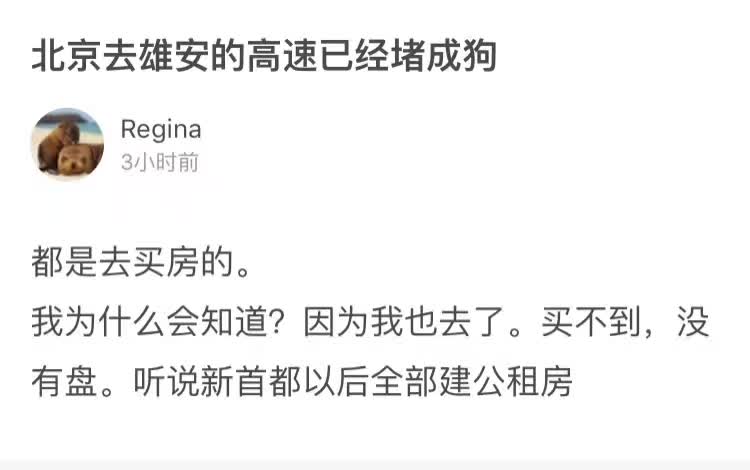 北京去雄安的高速已经堵成狗
Regina
3小时前
都是去买房的。
我为什么会知道？因为我也去了。买不到，没
有盘。听说新首都以后全部建公租房